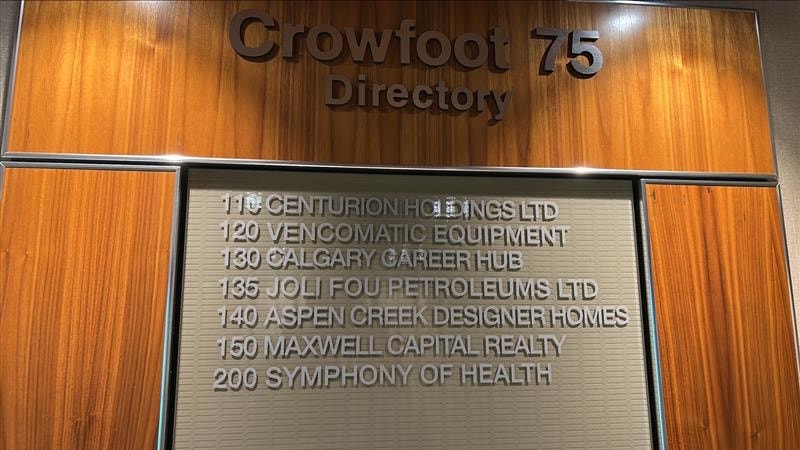 Crowfoot 75
Directory
110 CENTURION HOLDINGS LTD
120 VENCOMATIC EQUIPMENT
130 CALGARY CAREER HUB
135 JOLI FOU PETROLEUMS LTD
140 ASPEN CREEK DESIGNER HOMES
150 MAXWELL CAPITAL REALTY
200 SYMPHONY OF HEALTH